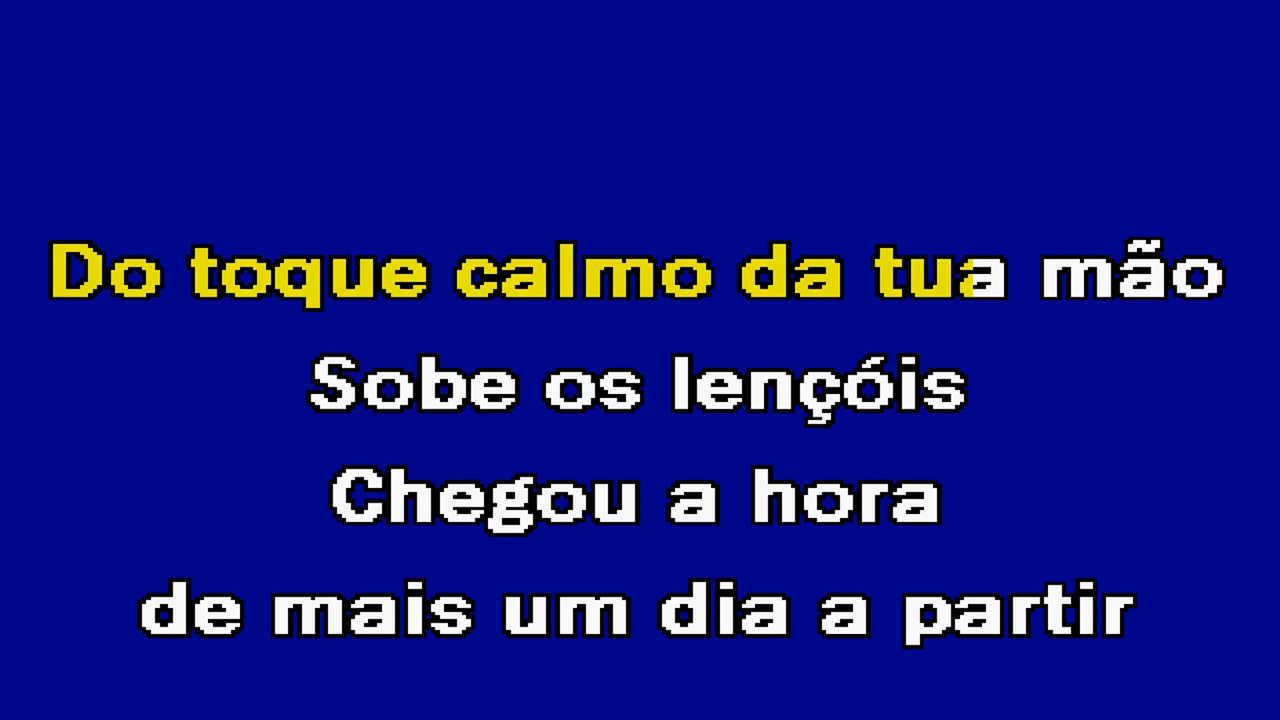 Do toque calmo da tua mão
Sobe os lençóis
Chegou a hora
de mais um dia a partir